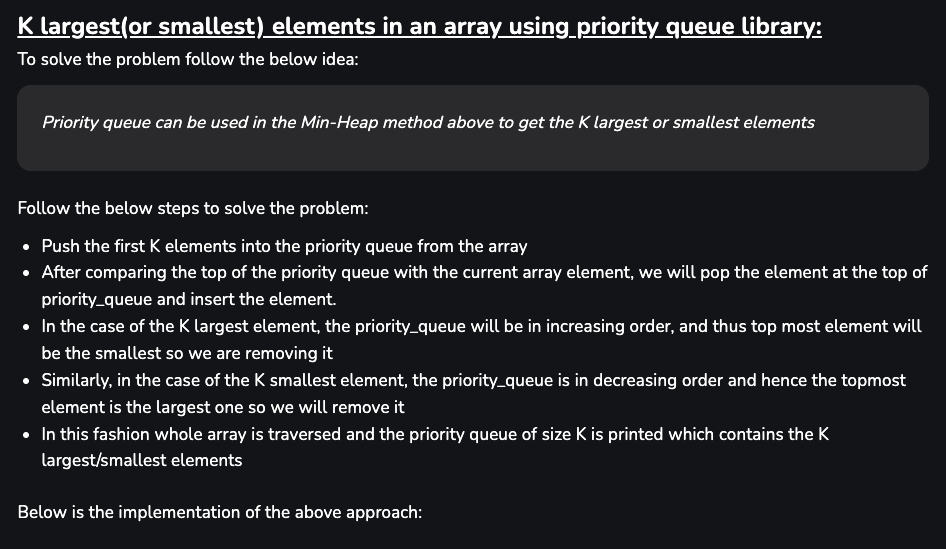 K largest(or smallest) elements in an array using priority queue library:
To solve the problem follow the below idea:
Priority queue can be used in the Min-Heap method above to get the K largest or smallest elements
Follow the below steps to solve the problem:
• Push the first K elements into the priority queue from the array
• After comparing the top of the priority queue with the current array element, we will pop the element at the top of
priority_queue and insert the element.
• In the case of the K largest element, the priority_queue will be in increasing order, and thus top most element will
be the smallest so we are removing it
• Similarly, in the case of the K smallest element, the priority_queue is in decreasing order and hence the topmost
element is the largest one so we will remove it
• In this fashion whole array is traversed and the priority queue of size K is printed which contains the K
largest/smallest elements
Below is the implementation of the above approach: